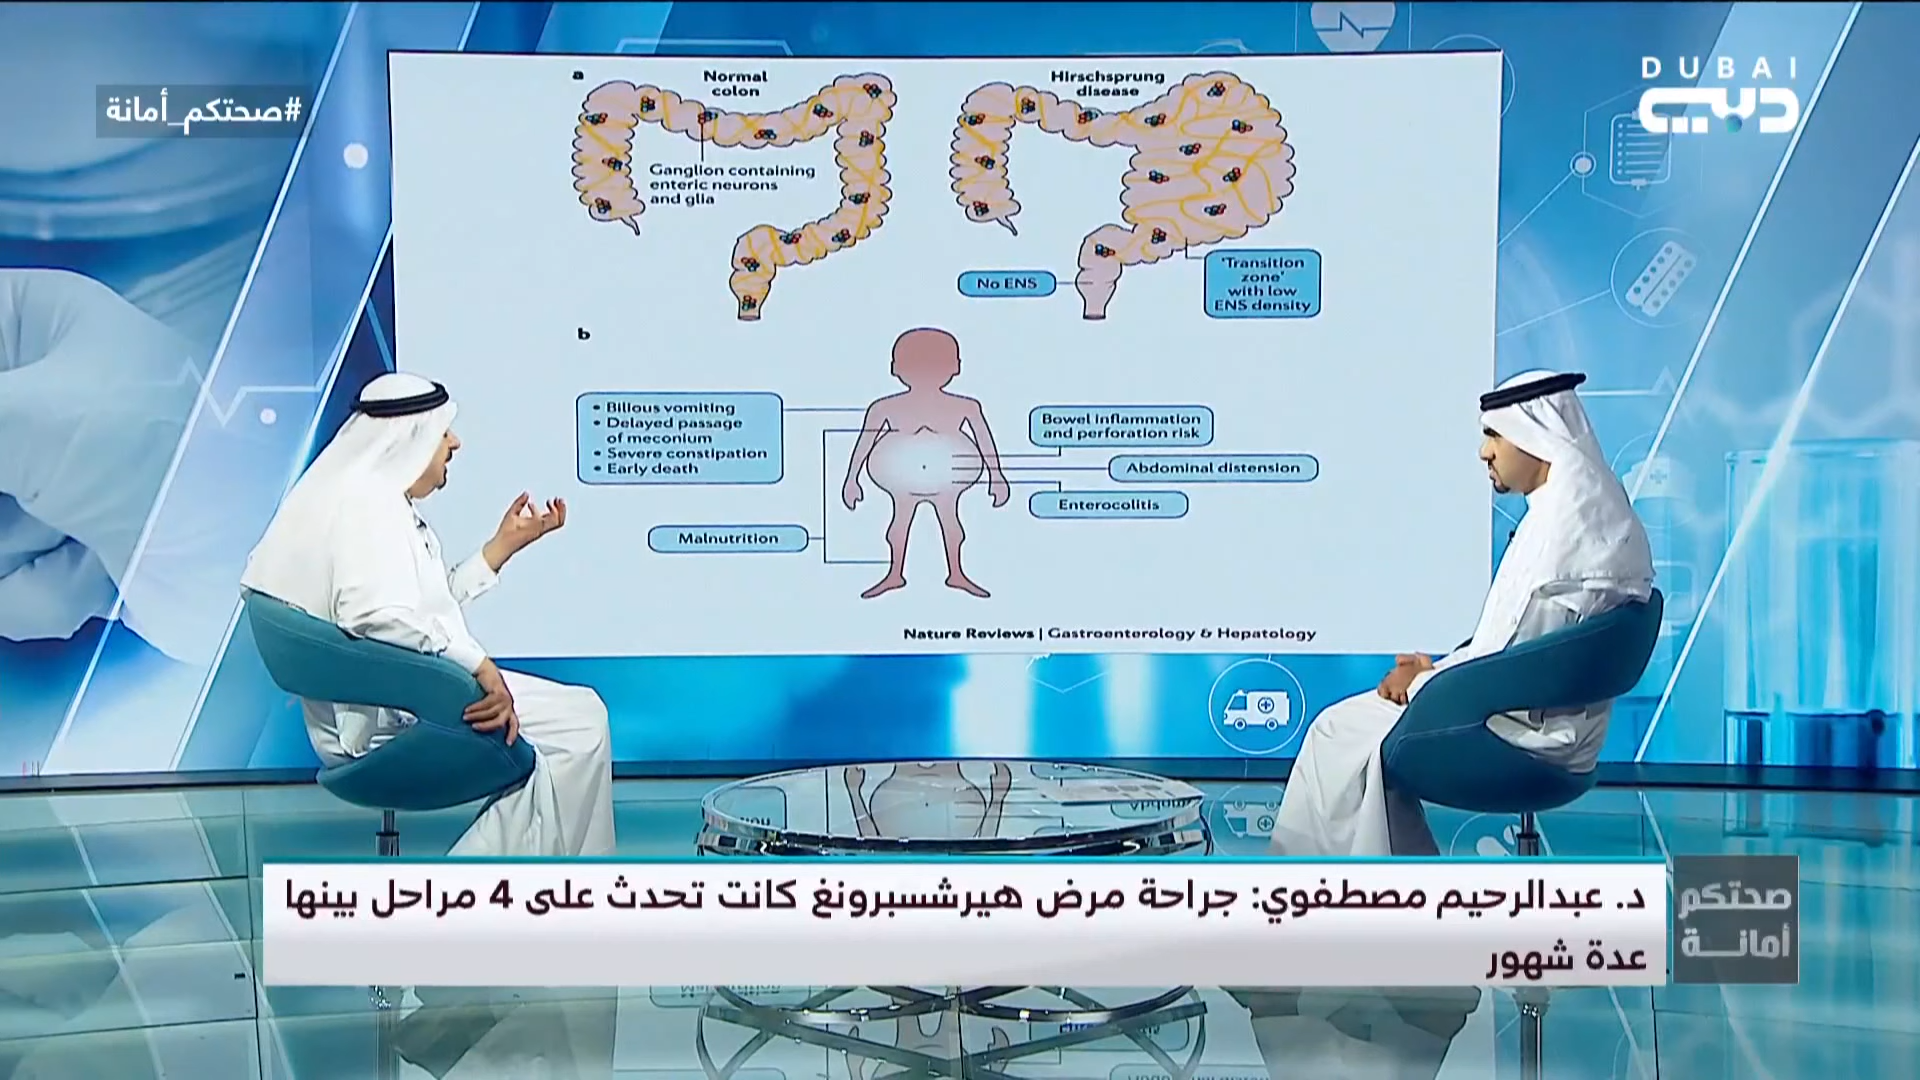 #صحتكم_أمانة
DUBAI
دبي
a
Normal
colon
Hirschsprung
disease
Ganglion containing
enteric neurons
and glia
No ENS
'Transition
zone'
with low
ENS density
b
• Bilious vomiting
• Delayed passage
of meconium
• Severe constipation
• Early death
Malnutrition
Bowel inflammation
and perforation risk
Abdominal distension
Enterocolitis
Nature Reviews | Gastroenterology & Hepatology
د. عبدالرحيم مصطفوي: جراحة مرض هيرشسبرونغ كانت تحدث على 4 مراحل بينها
عدة شهور
صحتكم
أمانة